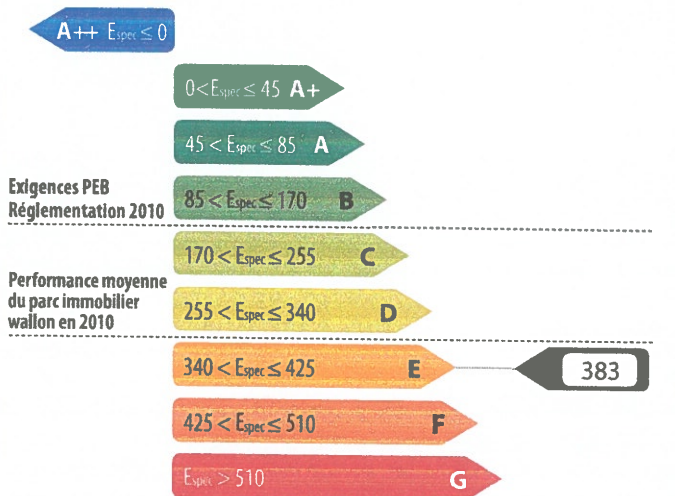 A++ Espec ≤ 0
0 < Espec ≤ 45 A+
45 < Espec ≤ 85 A
Exigences PEB
Réglementation 2010
85 < Espec ≤ 170 B
170 < Espec ≤ 255 C
Performance moyenne
du parc immobilier
wallon en 2010
255 < Espec ≤ 340 D
340 < Espec ≤ 425 E
383
425 < Espec ≤ 510 F
Espec > 510 G